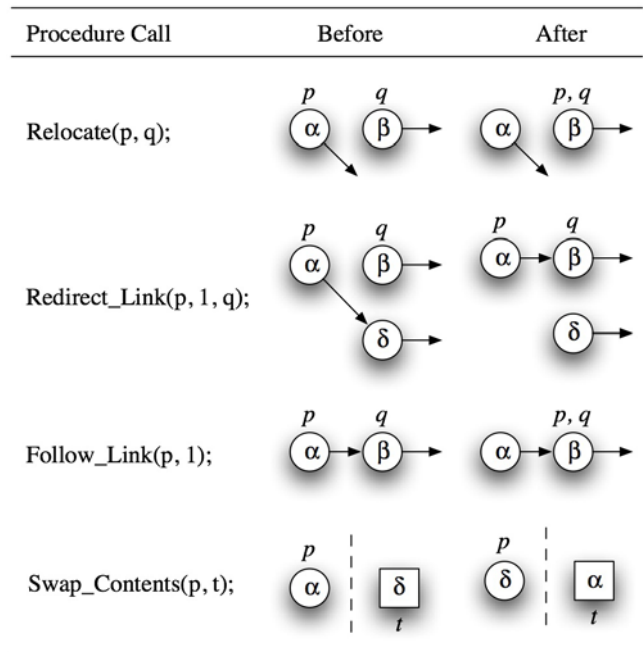 Procedure Call Before After
p q p, q
Relocate(p, q); α β α β
p q p q
Redirect_Link(p, 1, q); α β α β
δ δ
p q p, q
Follow_Link(p, 1); α β α β
p p
Swap_Contents(p, t); α δ δ α
t t